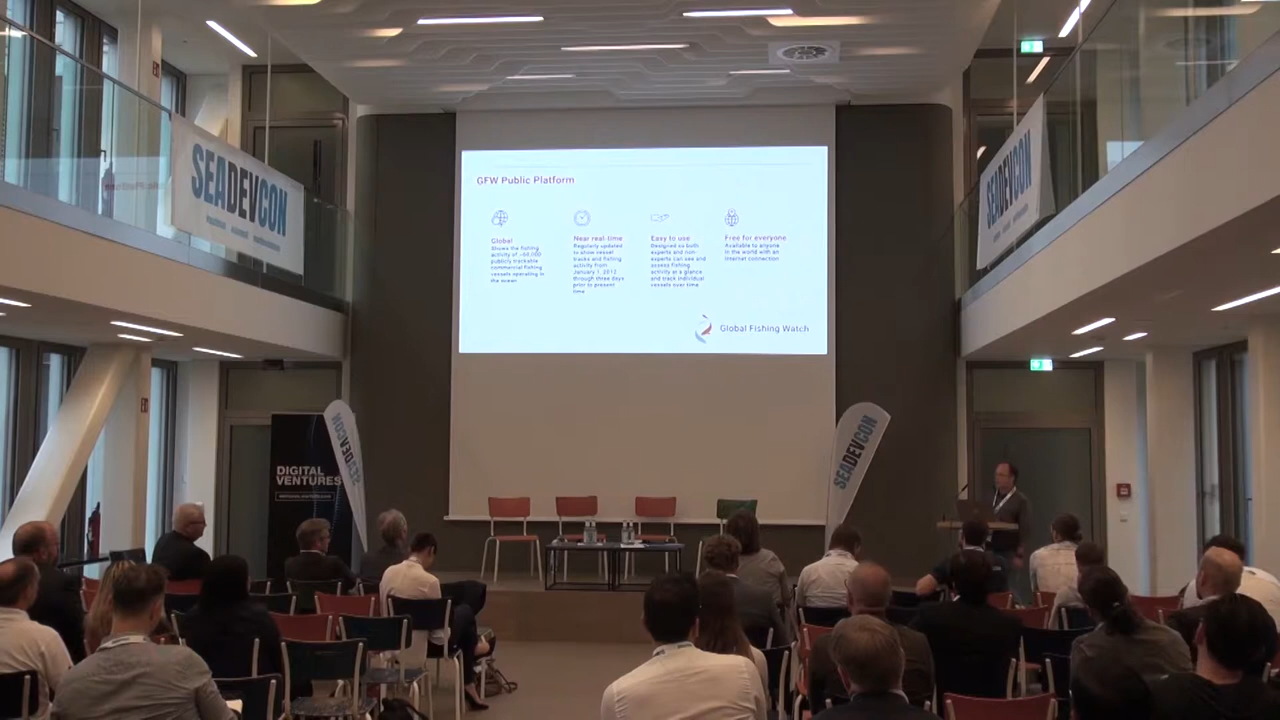 SEADEVCON
SEADEVCON
GFW Public Platform
Global
Shows the fishing
activity of ~60,000
publicly trackable
commercial fishing
vessels operating in
the ocean
Near real-time
Regularly updated
to show vessel
tracks and fishing
activity from
January 1, 2012
through three days
prior to present
time
Easy to use
Designed so both
experts and non-
experts can see and
assess fishing
activity at a glance
and track individual
vessels over time
Free for everyone
Available to anyone
in the world with an
internet connection
Global Fishing Watch
DIGITAL
VENTURES
SEADEVCON
SEADEVCON